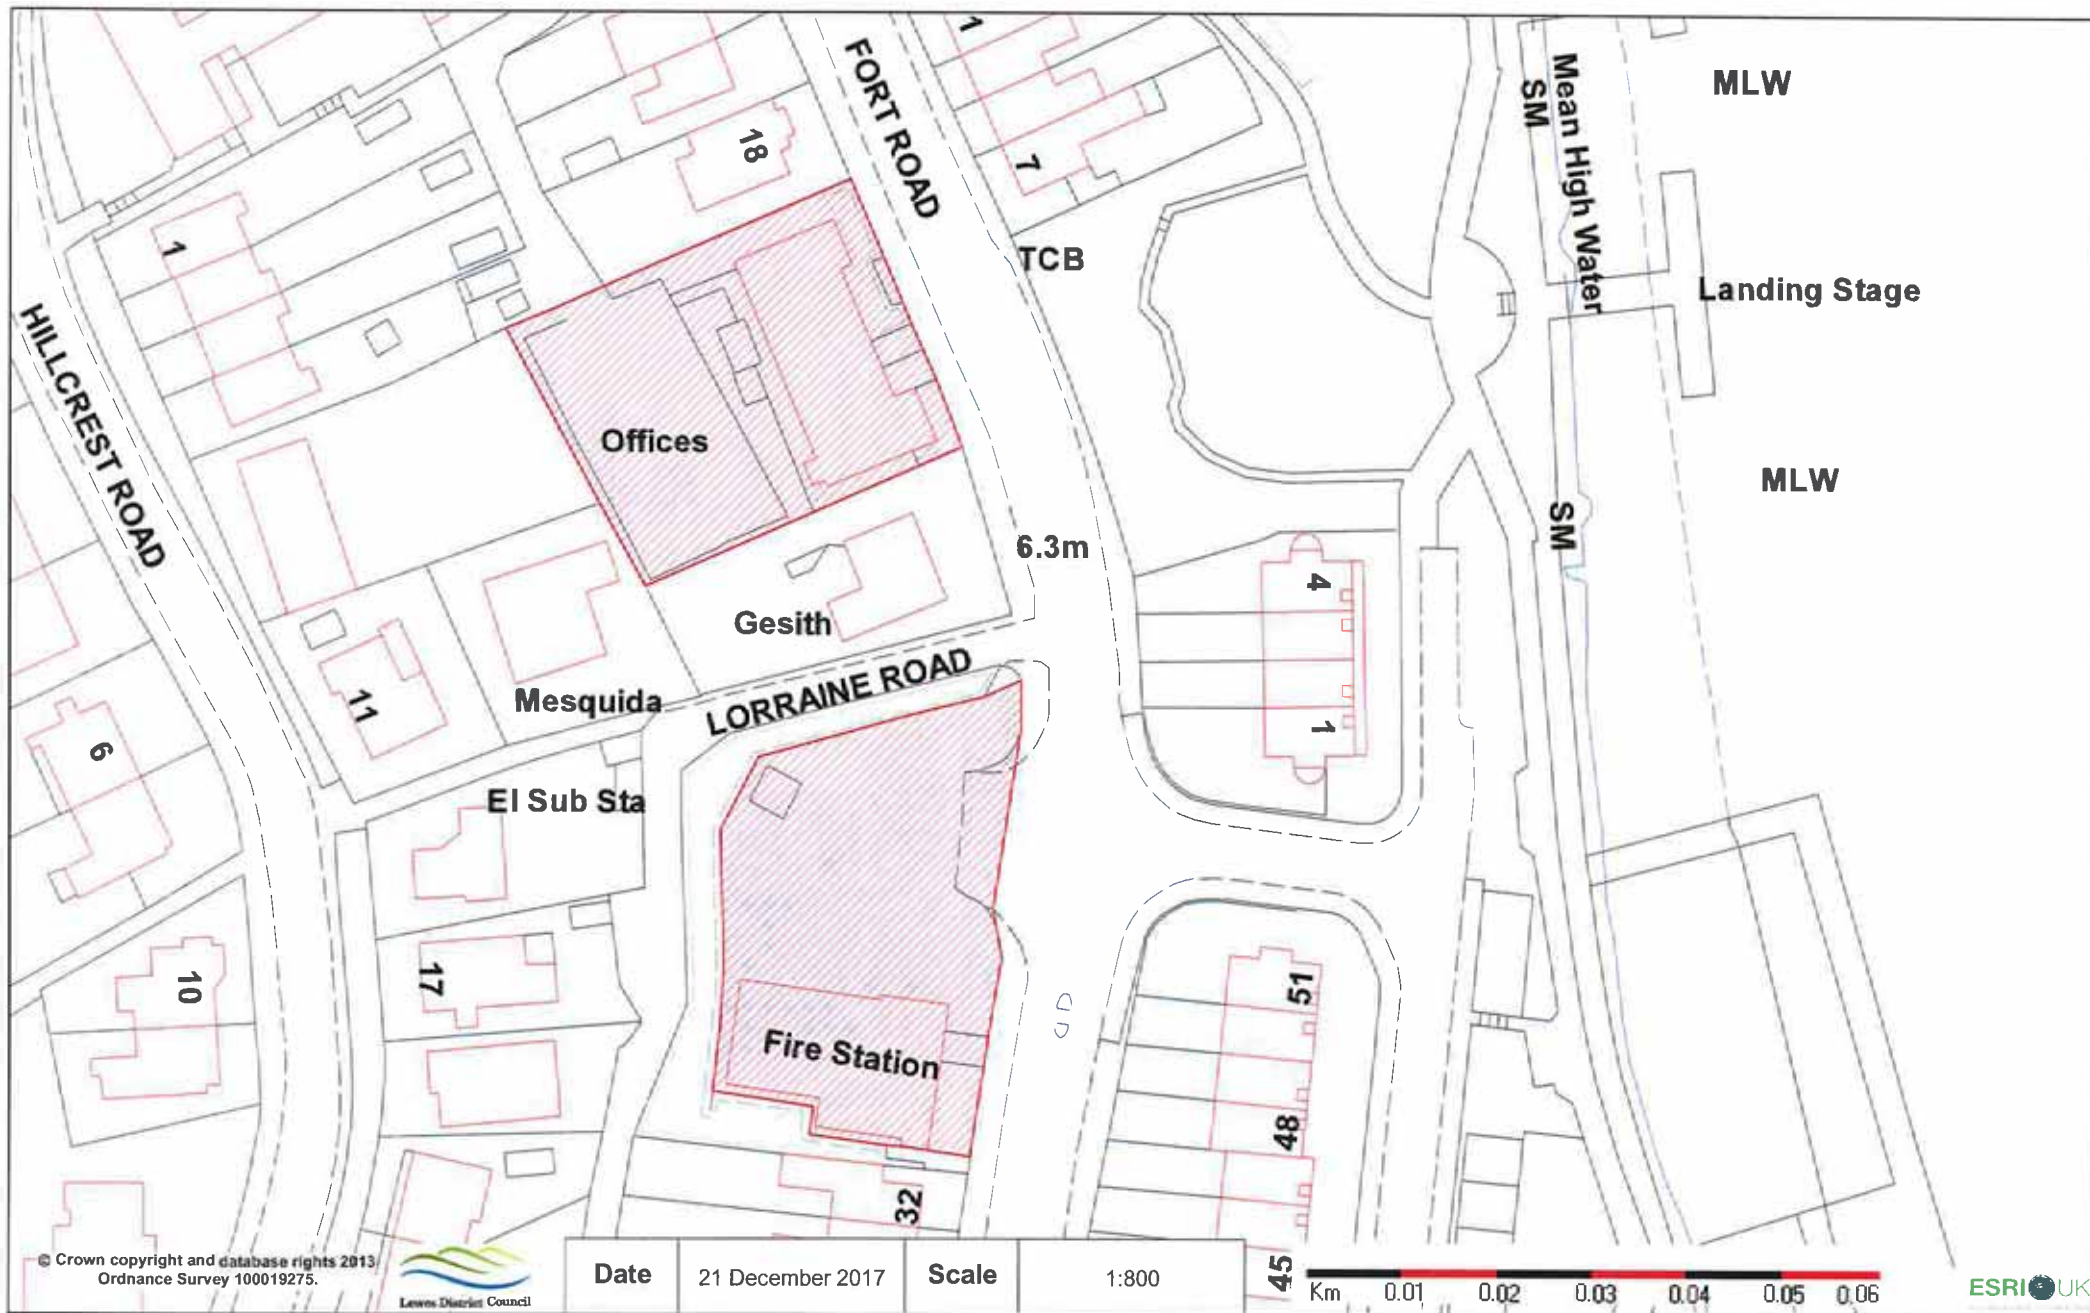 1
FORT ROAD
Mean High Water
SM
MLW
18
7
1
TCB
Landing Stage
HILLCREST ROAD
Offices
MLW
SM
6.3m
4
Gesith
LORRAINE ROAD
Mesquida
11
1
6
El Sub Sta
17
10
51
Fire Station
48
32
45
© Crown copyright and database rights 2013
Ordnance Survey 100019275.
Lewes District Council
Date
21 December 2017
Scale
1:800
Km 0.01 0.02 0.03 0.04 0.05 0.06
ESRI UK